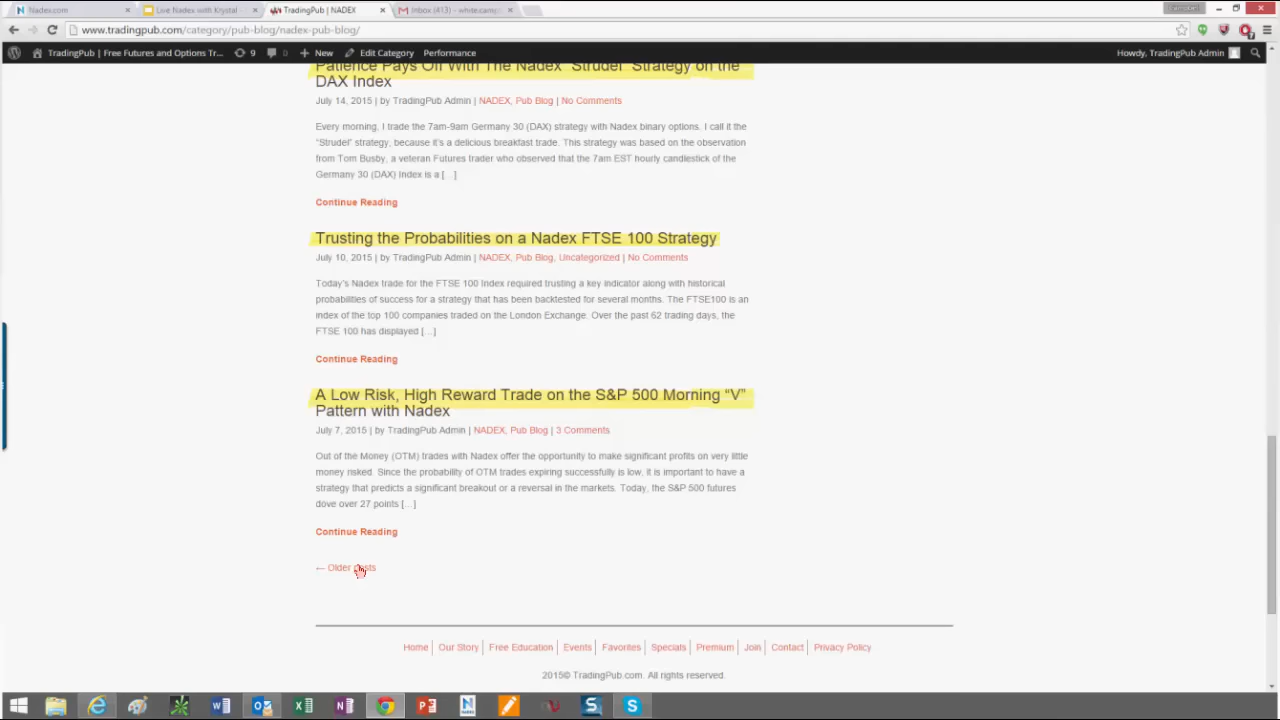 Nadex.com
Live Nadex with Krystal -
TradingPub | NADEX
Inbox (413) - whitecamp
www.tradingpub.com/category/pub-blog/nadex-pub-blog/
TradingPub | Free Futures and Options Tr... 9 0 New Edit Category Performance Howdy, TradingPub Admin
Patience Pays Off With The Nadex “Strudel” Strategy on the
DAX Index
July 14, 2015 | by TradingPub Admin | NADEX, Pub Blog | No Comments
Every morning, I trade the 7am-9am Germany 30 (DAX) strategy with Nadex binary options. I call it the
“Strudel” strategy, because it’s a delicious breakfast trade. This strategy was based on the observation
from Tom Busby, a veteran Futures trader who observed that the 7am EST hourly candlestick of the
Germany 30 (DAX) Index is a [...]
Continue Reading
Trusting the Probabilities on a Nadex FTSE 100 Strategy
July 10, 2015 | by TradingPub Admin | NADEX, Pub Blog, Uncategorized | No Comments
Today’s Nadex trade for the FTSE 100 Index required trusting a key indicator along with historical
probabilities of success for a strategy that has been backtested for several months. The FTSE100 is an
index of the top 100 companies traded on the London Exchange. Over the past 62 trading days, the
FTSE 100 has displayed [...]
Continue Reading
A Low Risk, High Reward Trade on the S&P 500 Morning “V”
Pattern with Nadex
July 7, 2015 | by TradingPub Admin | NADEX, Pub Blog | 3 Comments
Out of the Money (OTM) trades with Nadex offer the opportunity to make significant profits on very little
money risked. Since the probability of OTM trades expiring successfully is low, it is important to have a
strategy that predicts a significant breakout or a reversal in the markets. Today, the S&P 500 futures
dove over 27 points [...]
Continue Reading
← Older posts
Home | Our Story | Free Education | Events | Favorites | Specials | Premium | Join | Contact | Privacy Policy
2015© TradingPub.com. All rights reserved.